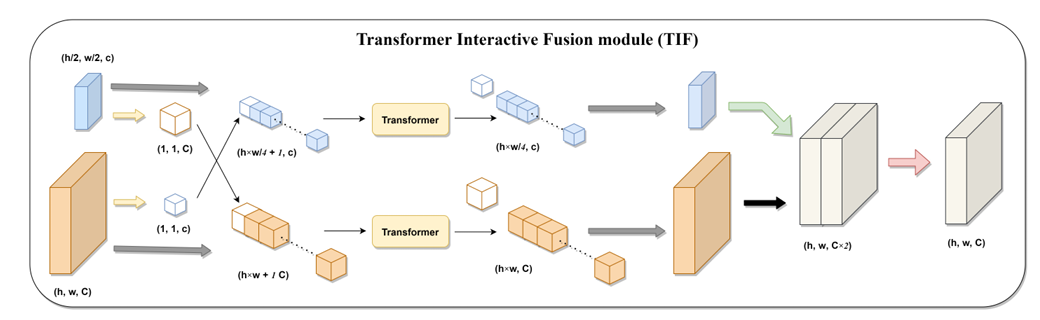 Transformer Interactive Fusion module (TIF)
(h/2, w/2, c)
(1, 1, C)
(h×w/4 + 1, c)
Transformer
(h×w/4, c)
(1, 1, c)
(h, w, C)
(h×w + 1 C)
Transformer
(h×w, C)
(h, w, C×2)
(h, w, C)